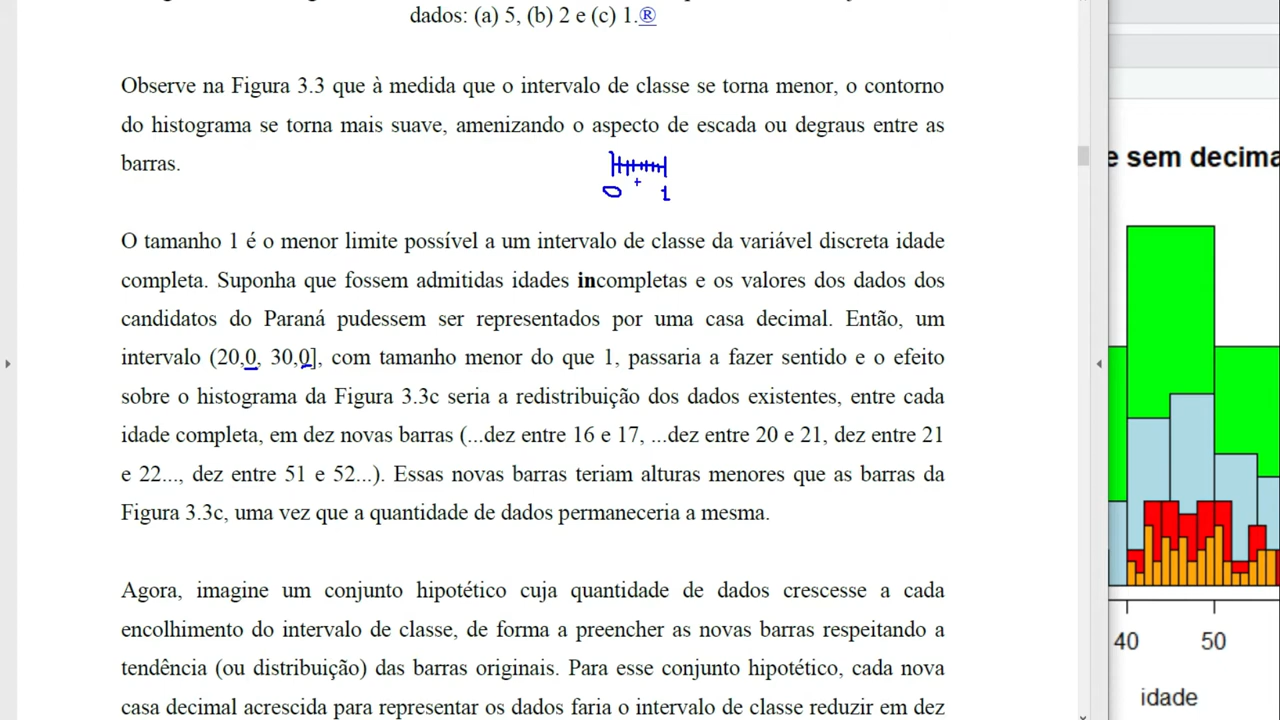 dados: (a) 5, (b) 2 e (c) 1.®
Observe na Figura 3.3 que à medida que o intervalo de classe se torna menor, o contorno
do histograma se torna mais suave, amenizando o aspecto de escada ou degraus entre as
barras.
0 + 1
O tamanho 1 é o menor limite possível a um intervalo de classe da variável discreta idade
completa. Suponha que fossem admitidas idades incompletas e os valores dos dados dos
candidatos do Paraná pudessem ser representados por uma casa decimal. Então, um
intervalo (20,0, 30,0], com tamanho menor do que 1, passaria a fazer sentido e o efeito
sobre o histograma da Figura 3.3c seria a redistribuição dos dados existentes, entre cada
idade completa, em dez novas barras (...dez entre 16 e 17, ...dez entre 20 e 21, dez entre 21
e 22..., dez entre 51 e 52...). Essas novas barras teriam alturas menores que as barras da
Figura 3.3c, uma vez que a quantidade de dados permaneceria a mesma.
Agora, imagine um conjunto hipotético cuja quantidade de dados crescesse a cada
encolhimento do intervalo de classe, de forma a preencher as novas barras respeitando a
tendência (ou distribuição) das barras originais. Para esse conjunto hipotético, cada nova
casa decimal acrescida para representar os dados faria o intervalo de classe reduzir em dez
e sem decima
40 50
idade